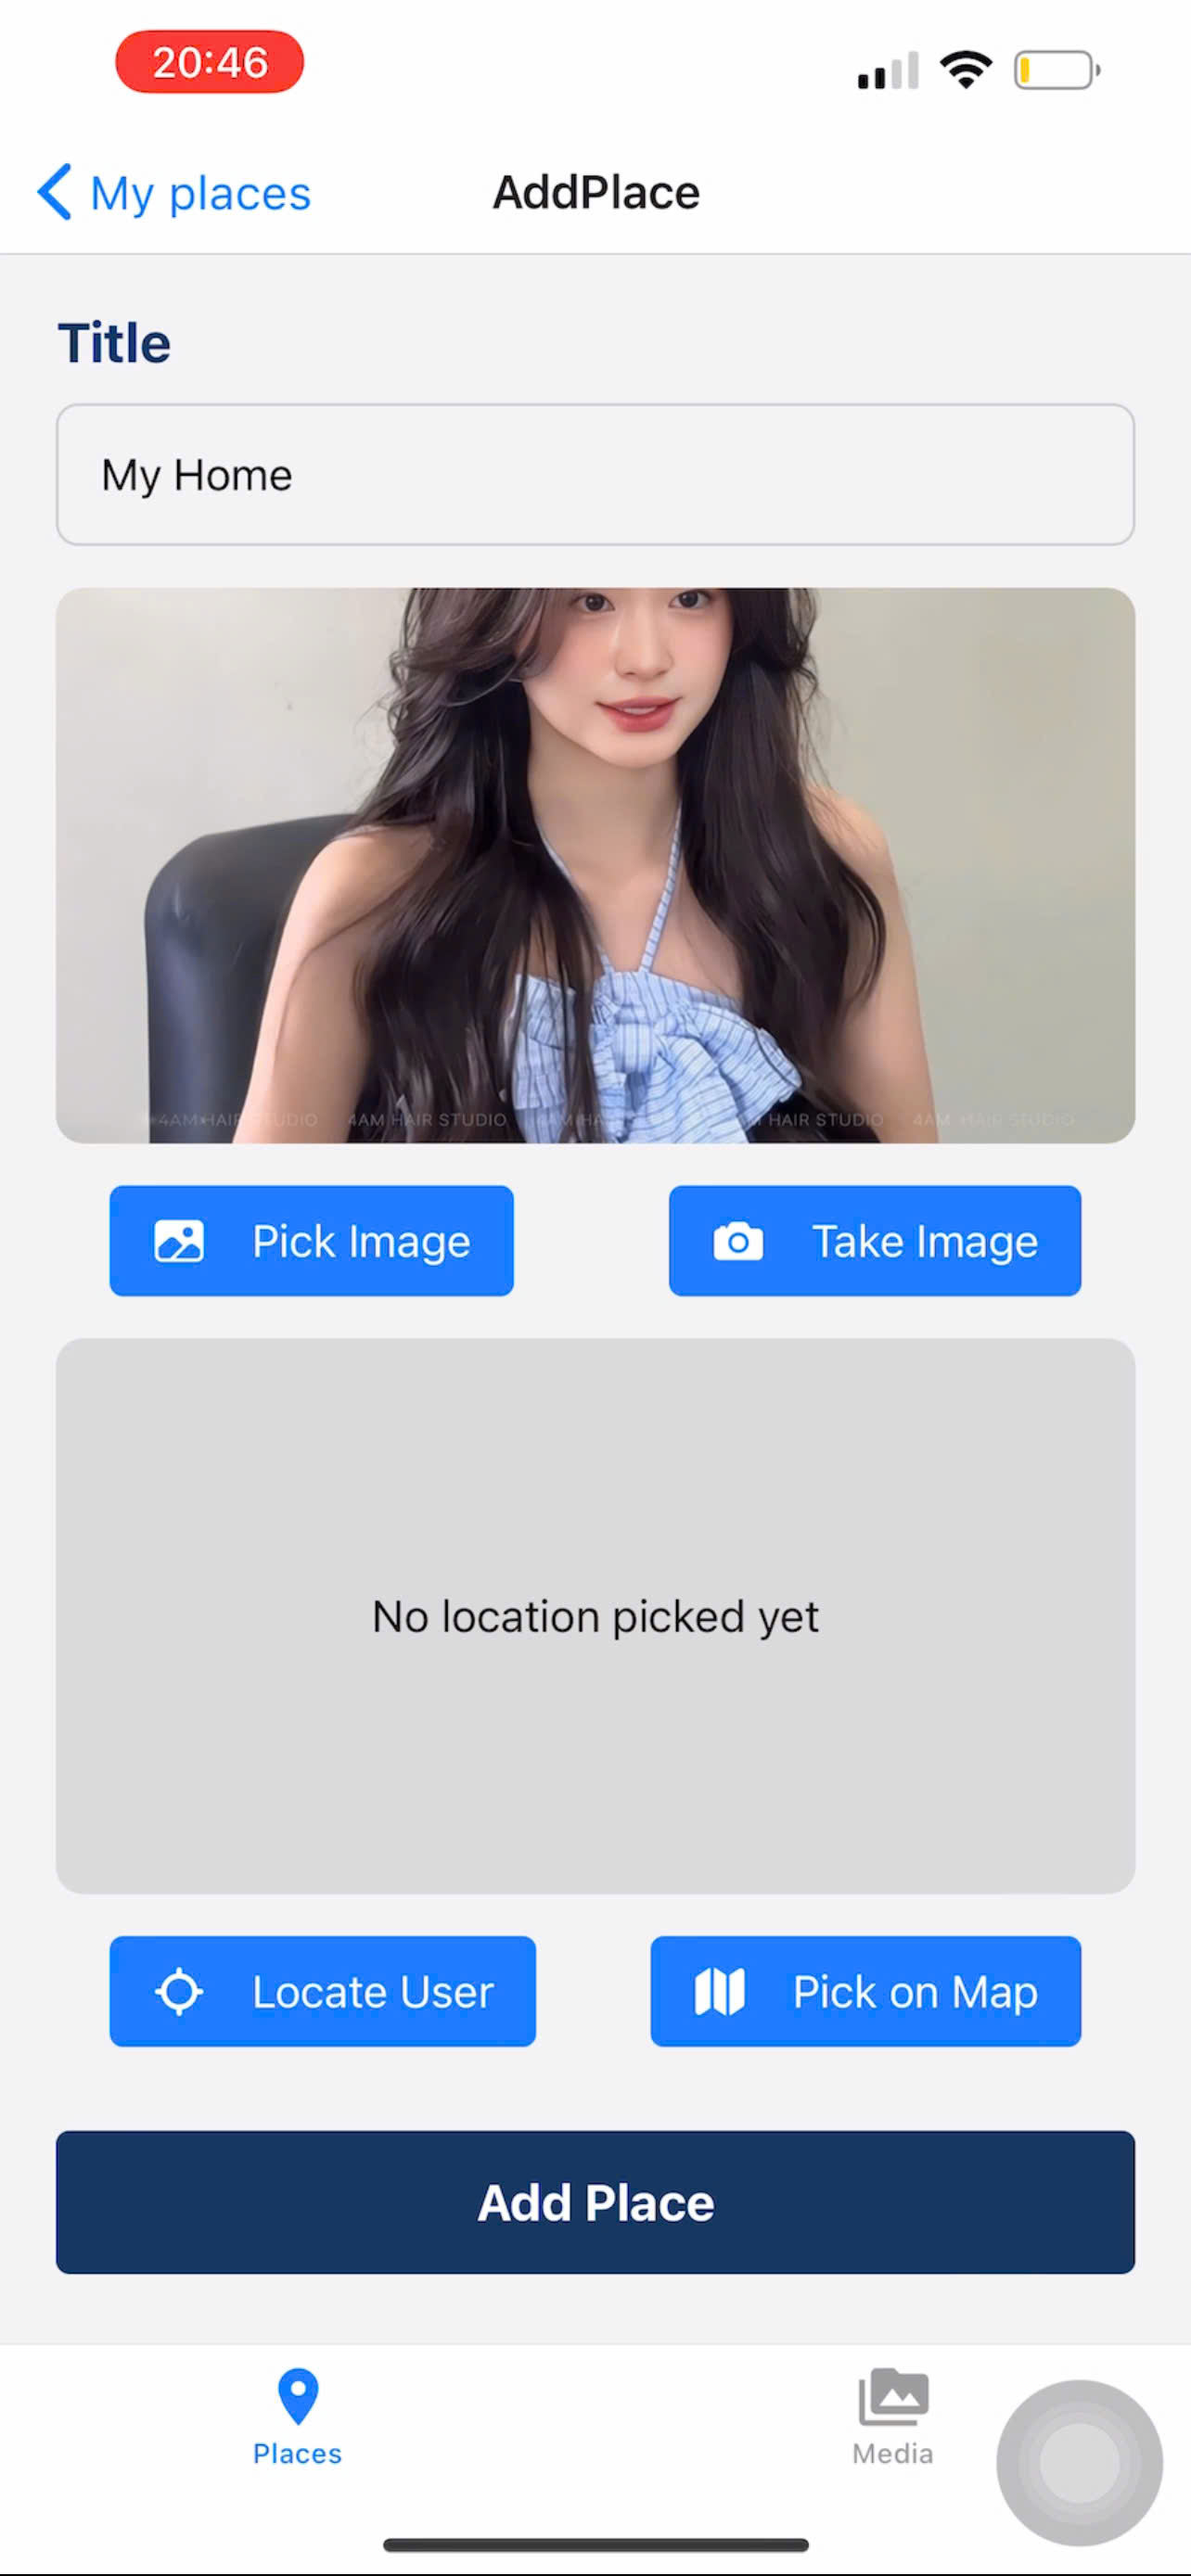 20:46
My places
AddPlace
Title
My Home
4AM HAIR STUDIO 4AM HAIR STUDIO HAIR STUDIO 4AM HAIR STUDIO
Pick Image
Take Image
No location picked yet
Locate User
Pick on Map
Add Place
Places
Media